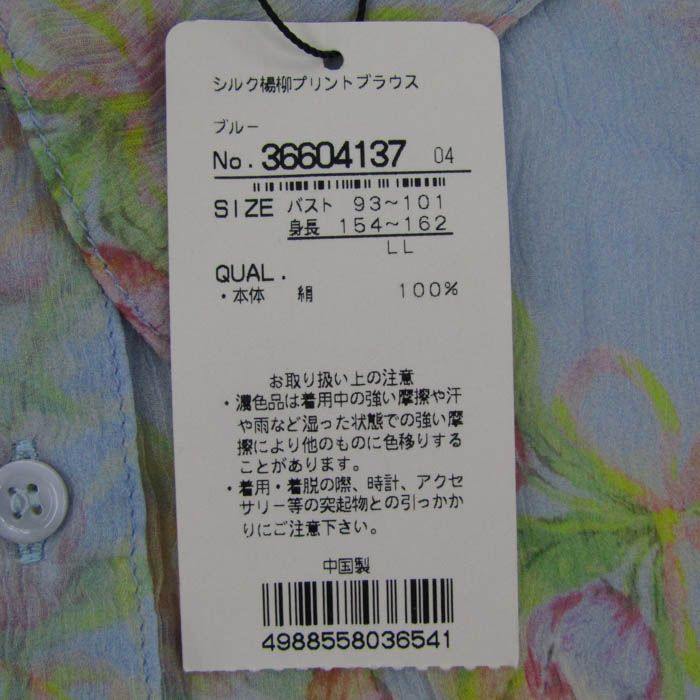 シルク楊柳プリントブラウス
ブルー
No. 36604137 04
SIZE バスト 93~101
身長 154~162
LL
QUAL.
・本体 絹 100%
お取り扱い上の注意
・濃色品は着用中の強い摩擦や汗
や雨など湿った状態での強い摩
擦により他のものに色移りする
ことがあります。
・着用・着脱の際、時計、アクセ
サリー等の突起物との引っかか
りにご注意下さい。
中国製
4988558036541